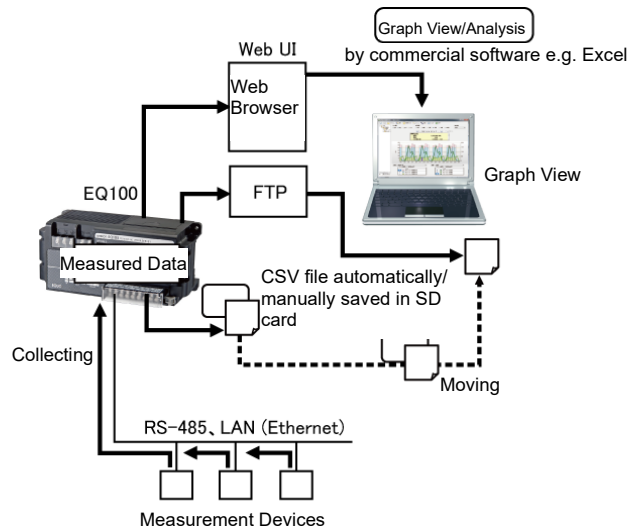 Graph View/Analysis
by commercial software e.g. Excel
Web UI
Web
Browser
Graph View
EQ100
FTP
Measured Data
CSV file automatically/
manually saved in SD
card
Collecting
Moving
RS-485、LAN (Ethernet)
Measurement Devices